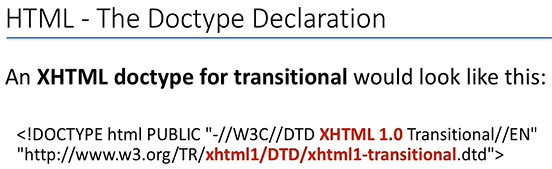 HTML - The Doctype Declaration
An XHTML doctype for transitional would look like this:
<!DOCTYPE html PUBLIC "-//W3C//DTD XHTML 1.0 Transitional//EN"
"http://www.w3.org/TR/xhtml1/DTD/xhtml1-transitional.dtd">